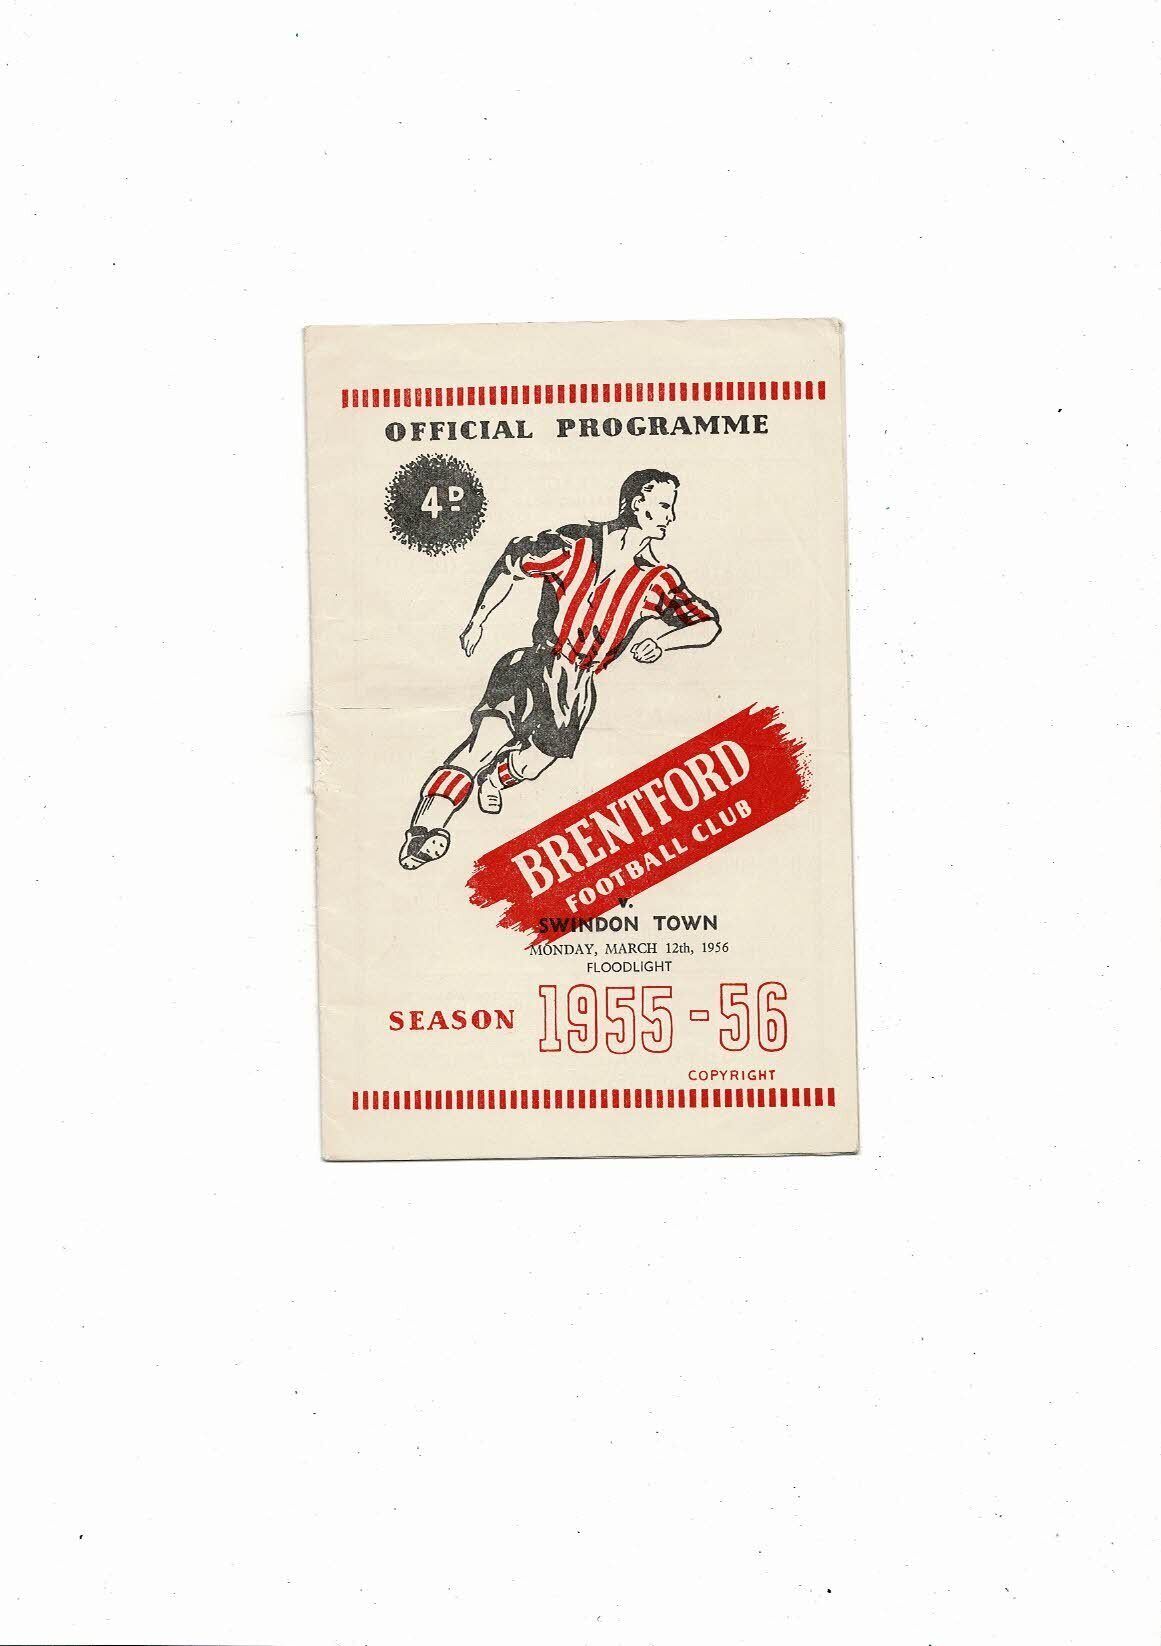 OFFICIAL PROGRAMME
4D.
BRENTFORD
FOOTBALL CLUB
v.
SWINDON TOWN
MONDAY, MARCH 12th, 1956
FLOODLIGHT
SEASON 1955-56
COPYRIGHT